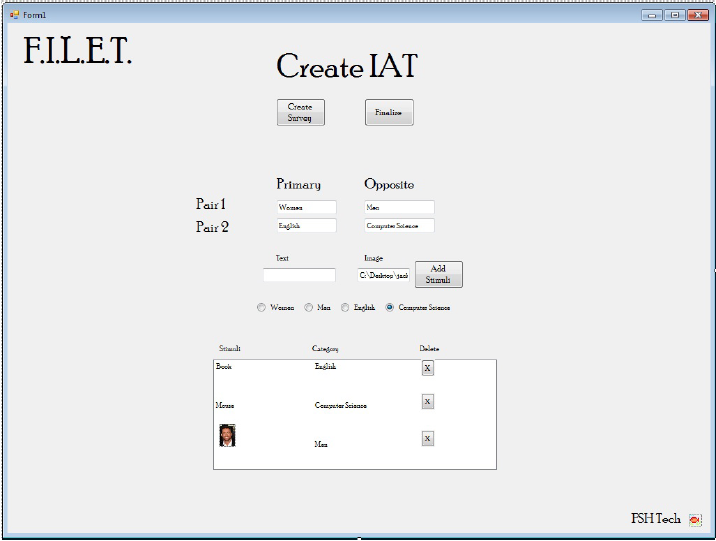 Form1
F.I.L.E.T.
Create IAT
Create Survey
Finalize
Primary Opposite
Pair 1 Women Men
Pair 2 English Computer Science
Text Image
C:\Desktop\jack
Add Stimuli
Women Men English Computer Science
Stimuli Category Delete
Book English X
Mouse Computer Science X
Men X
FSH Tech